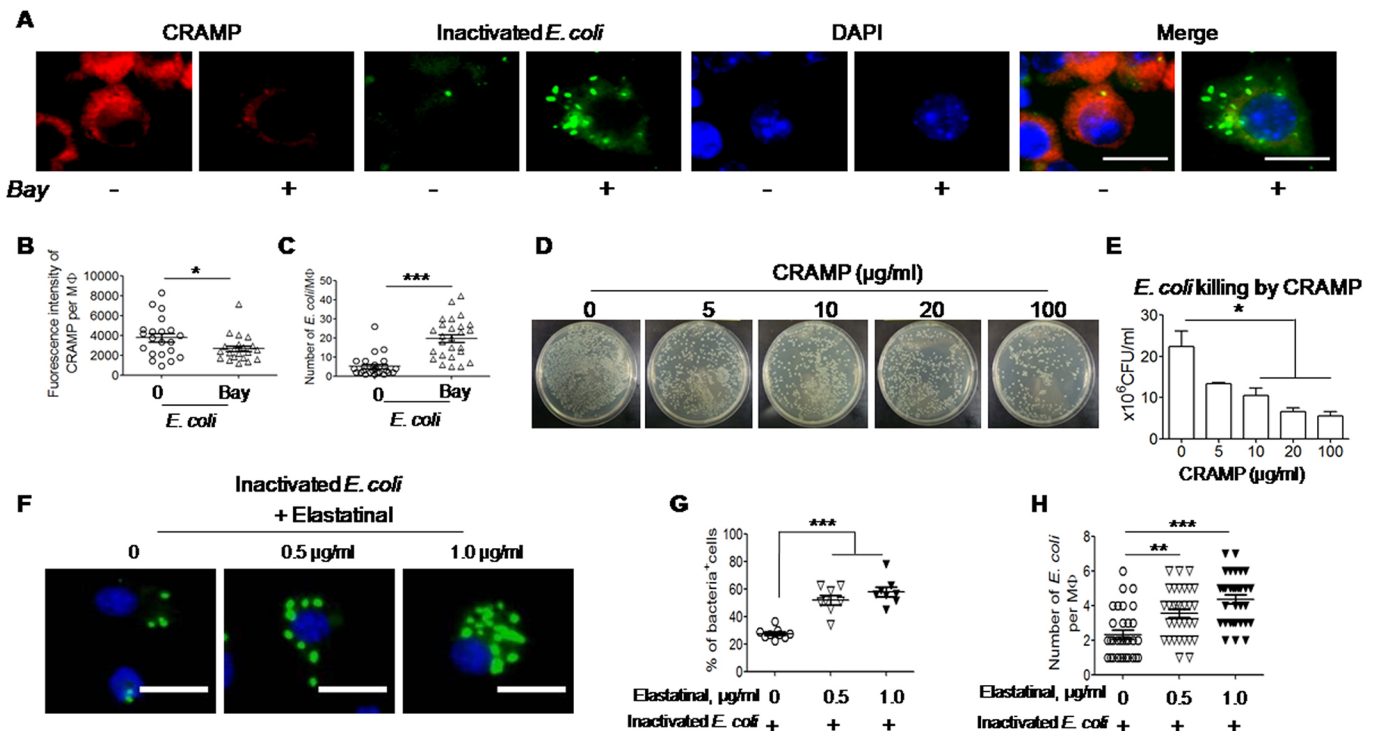 A
CRAMP Inactivated E. coli DAPI Merge
Bay - + - + - + - +
B
Fuorescence intensity of
CRAMP per MΦ
10000
8000
6000
4000
2000
0
*
0 Bay
E. coli
C
Number of E. coli/MΦ
50
40
30
20
10
0
***
0 Bay
E. coli
D
CRAMP (µg/ml)
0 5 10 20 100
E
E. coli killing by CRAMP
x10⁶CFU/ml
30
20
10
0
*
0 5 10 20 100
CRAMP (µg/ml)
F
Inactivated E. coli
+ Elastatinal
0 0.5 µg/ml 1.0 µg/ml
G
% of bacteria⁺cells
100
80
60
40
20
0
***
Elastatinal, µg/ml 0 0.5 1.0
Inactivated E. coli + + +
H
Number of E. coli
per MΦ
8
6
4
2
0
***
**
Elastatinal, µg/ml 0 0.5 1.0
Inactivated E. coli + + +